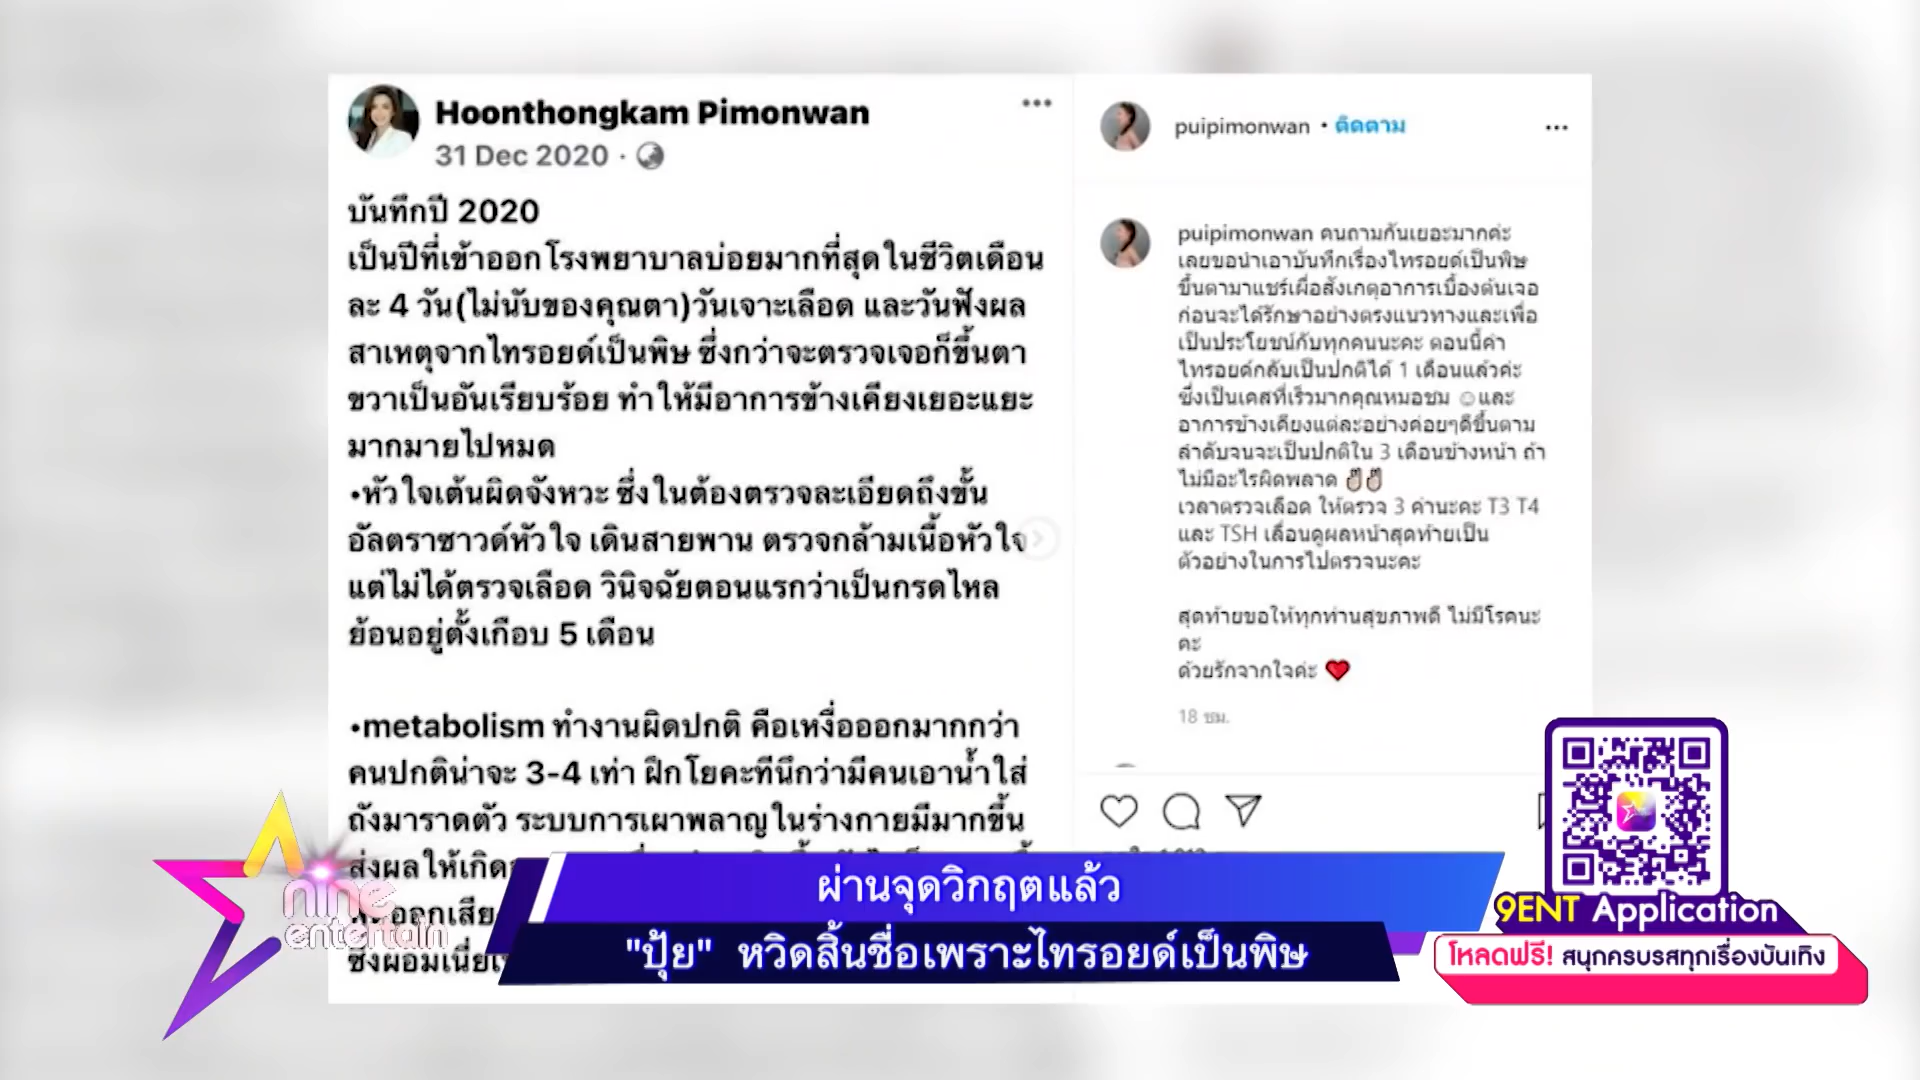 Hoonthongkam Pimonwan
31 Dec 2020 ·
บันทึกปี 2020
เป็นปีที่เข้าออกโรงพยาบาลบ่อยมากที่สุดในชีวิตเดือน
ละ 4 วัน(ไม่นับของคุณตา)วันเจาะเลือด และวันฟังผล
สาเหตุจากไทรอยด์เป็นพิษ ซึ่งกว่าจะตรวจเจอก็ขึ้นตา
ขวาเป็นอันเรียบร้อย ทำให้มีอาการข้างเคียงเยอะแยะ
มากมายไปหมด
•หัวใจเต้นผิดจังหวะ ซึ่งในต้องตรวจละเอียดถึงขั้น
อัลตราซาวด์หัวใจ เดินสายพาน ตรวจกล้ามเนื้อหัวใจ
แต่ไม่ได้ตรวจเลือด วินิจฉัยตอนแรกว่าเป็นกรดไหล
ย้อนอยู่ตั้งเกือบ 5 เดือน
•metabolism ทำงานผิดปกติ คือเหงื่อออกมากกว่า
คนปกติน่าจะ 3-4 เท่า ฝึกโยคะทีนึกว่ามีคนเอาน้ำใส่
ถังมาราดตัว ระบบการเผาพลาญในร่างกายมีมากขึ้น
ส่งผลให้เกิด
ออกเสีย
ซึ่งผอมเนี่ย
puipimonwan • ติดตาม
puipimonwan คนถามกันเยอะมากค่ะ
เลยขอนำเอาบันทึกเรื่องไทรอยด์เป็นพิษ
ขึ้นตามาแชร์เผื่อสังเกตุอาการเบื้องต้นเจอ
ก่อนจะได้รักษาอย่างตรงแนวทางและเพื่อ
เป็นประโยชน์กับทุกคนนะคะ ตอนนี้ค่า
ไทรอยด์กลับเป็นปกติได้ 1 เดือนแล้วค่ะ
ซึ่งเป็นเคสที่เร็วมากคุณหมอชม ☺และ
อาการข้างเคียงแต่ละอย่างค่อยๆดีขึ้นตาม
ลำดับจนจะเป็นปกติใน 3 เดือนข้างหน้า ถ้า
ไม่มีอะไรผิดพลาด 🤞🏻🤞🏻
เวลาตรวจเลือด ให้ตรวจ 3 ค่านะคะ T3 T4
และ TSH เลื่อนดูผลหน้าสุดท้ายเป็น
ตัวอย่างในการไปตรวจนะคะ
สุดท้ายขอให้ทุกท่านสุขภาพดี ไม่มีโรคนะ
คะ
ด้วยรักจากใจค่ะ ❤️
18 ชม.
nine
entertain
ผ่านจุดวิกฤตแล้ว
"ปุ้ย" หวิดสิ้นชื่อเพราะไทรอยด์เป็นพิษ
9ENT Application
โหลดฟรี! สนุกครบรสทุกเรื่องบันเทิง